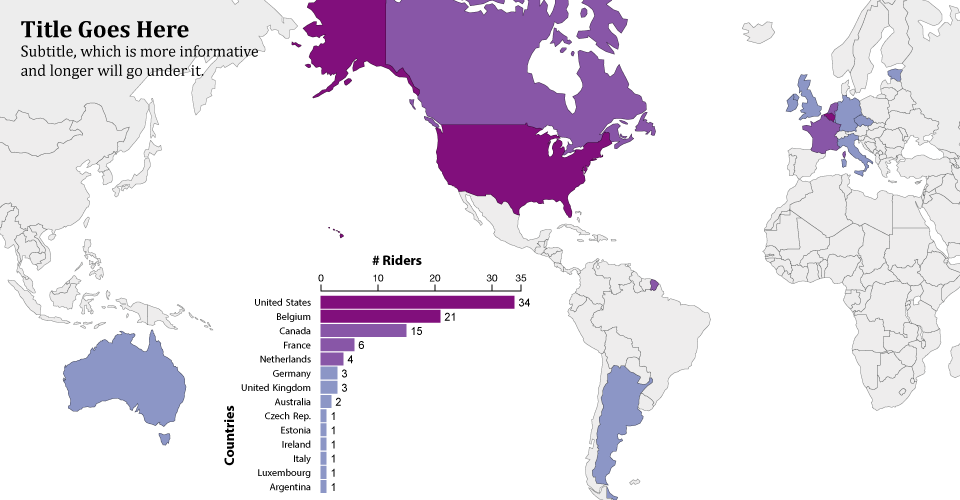 Title Goes Here
Subtitle, which is more informative
and longer will go under it.
# Riders
0 10 20 30 35
United States 34
Belgium 21
Canada 15
France 6
Netherlands 4
Germany 3
United Kingdom 3
Australia 2
Czech Rep. 1
Estonia 1
Ireland 1
Italy 1
Luxembourg 1
Argentina 1
Countries